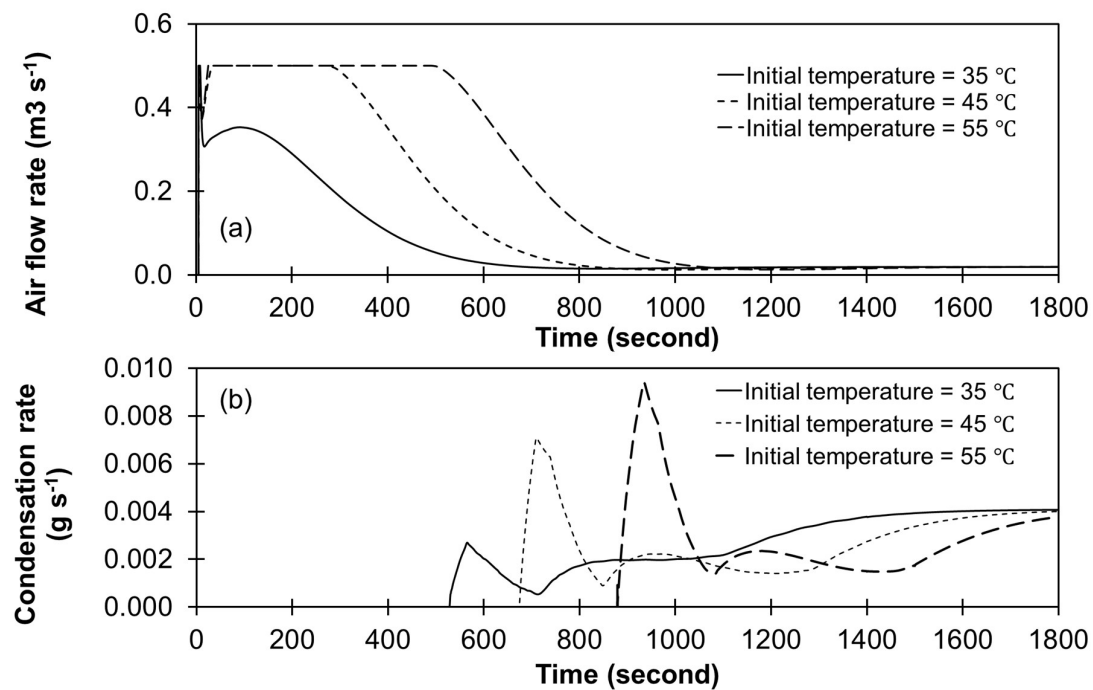 Air flow rate (m3 s-1)
0.6
0.4
0.2
0.0
Initial temperature = 35 ℃
Initial temperature = 45 ℃
Initial temperature = 55 ℃
(a)
0 200 400 600 800 1000 1200 1400 1600 1800
Time (second)
Condensation rate
(g s-1)
0.010
0.008
0.006
0.004
0.002
0.000
(b)
Initial temperature = 35 ℃
Initial temperature = 45 ℃
Initial temperature = 55 ℃
0 200 400 600 800 1000 1200 1400 1600 1800
Time (second)